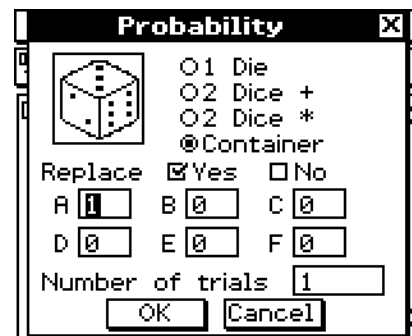 Probability
1 Die
2 Dice +
2 Dice *
Container
Replace Yes No
A 1 B 0 C 0
D 0 E 0 F 0
Number of trials 1
OK Cancel